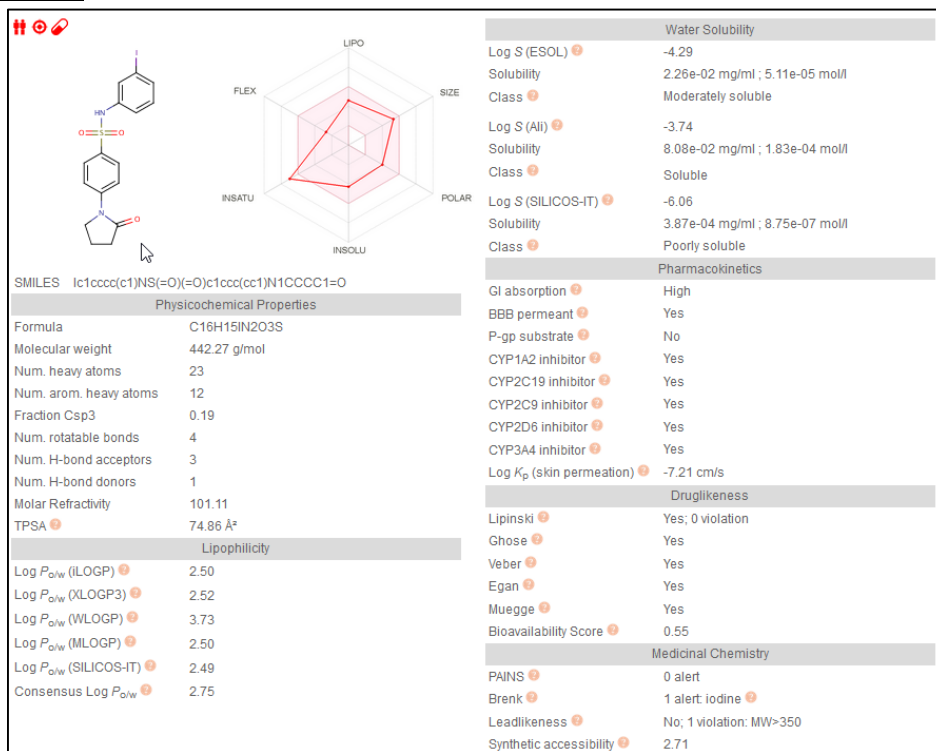 I
HN
O
S
O
N
O
LIPO
FLEX
SIZE
INSATU
POLAR
INSOLU
SMILES Ic1cccc(c1)NS(=O)(=O)c1ccc(cc1)N1CCCC1=O
Physicochemical Properties
Formula C16H15IN2O3S
Molecular weight 442.27 g/mol
Num. heavy atoms 23
Num. arom. heavy atoms 12
Fraction Csp3 0.19
Num. rotatable bonds 4
Num. H-bond acceptors 3
Num. H-bond donors 1
Molar Refractivity 101.11
TPSA ? 74.86 Å²
Lipophilicity
Log Po/w (iLOGP) ? 2.50
Log Po/w (XLOGP3) ? 2.52
Log Po/w (WLOGP) ? 3.73
Log Po/w (MLOGP) ? 2.50
Log Po/w (SILICOS-IT) ? 2.49
Consensus Log Po/w ? 2.75
Water Solubility
Log S (ESOL) ? -4.29
Solubility 2.26e-02 mg/ml ; 5.11e-05 mol/l
Class ? Moderately soluble
Log S (Ali) ? -3.74
Solubility 8.08e-02 mg/ml ; 1.83e-04 mol/l
Class ? Soluble
Log S (SILICOS-IT) ? -6.06
Solubility 3.87e-04 mg/ml ; 8.75e-07 mol/l
Class ? Poorly soluble
Pharmacokinetics
GI absorption ? High
BBB permeant ? Yes
P-gp substrate ? No
CYP1A2 inhibitor ? Yes
CYP2C19 inhibitor ? Yes
CYP2C9 inhibitor ? Yes
CYP2D6 inhibitor ? Yes
CYP3A4 inhibitor ? Yes
Log Kp (skin permeation) ? -7.21 cm/s
Druglikeness
Lipinski ? Yes; 0 violation
Ghose ? Yes
Veber ? Yes
Egan ? Yes
Muegge ? Yes
Bioavailability Score ? 0.55
Medicinal Chemistry
PAINS ? 0 alert
Brenk ? 1 alert: iodine ?
Leadlikeness ? No; 1 violation: MW>350
Synthetic accessibility ? 2.71